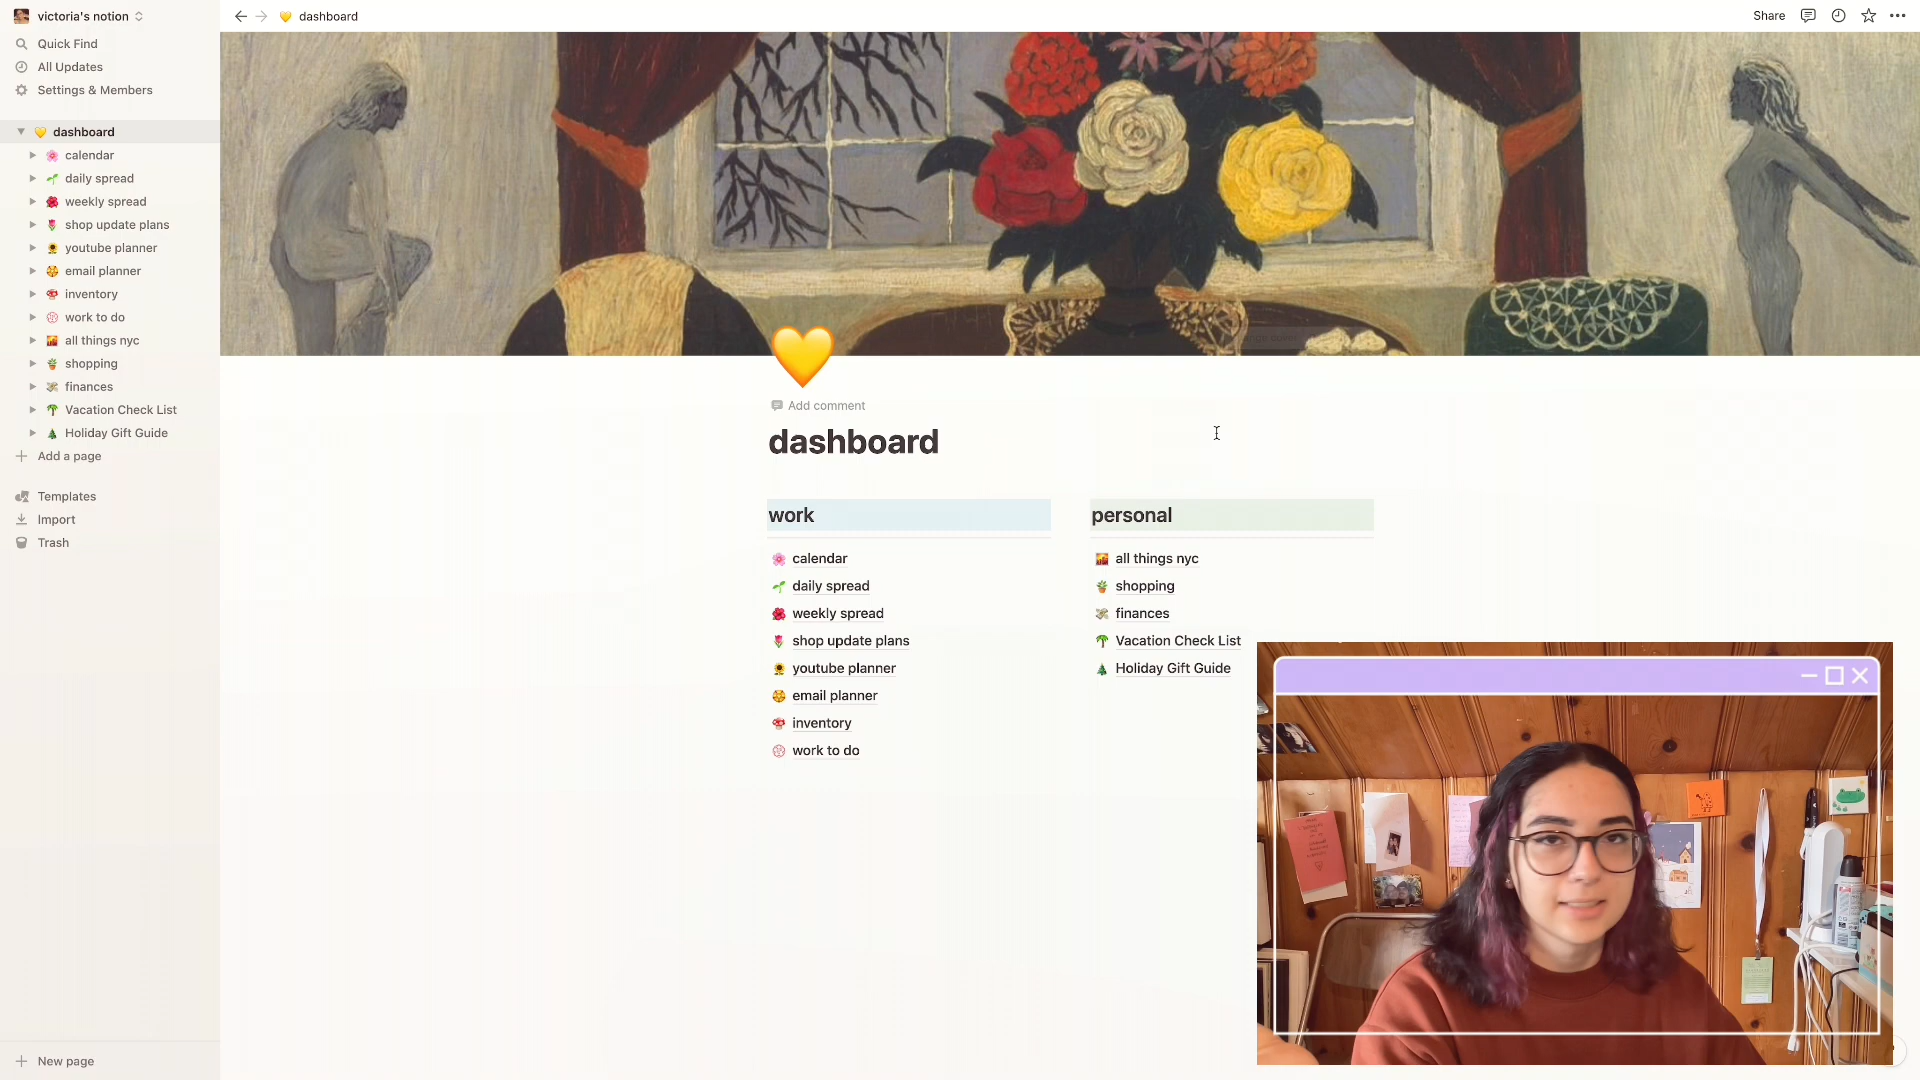 victoria's notion
Quick Find
All Updates
Settings & Members
dashboard
calendar
daily spread
weekly spread
shop update plans
youtube planner
email planner
inventory
work to do
all things nyc
shopping
finances
Vacation Check List
Holiday Gift Guide
Add a page
Templates
Import
Trash
New page
dashboard
Share
Add comment
dashboard
work
calendar
daily spread
weekly spread
shop update plans
youtube planner
email planner
inventory
work to do
personal
all things nyc
shopping
finances
Vacation Check List
Holiday Gift Guide